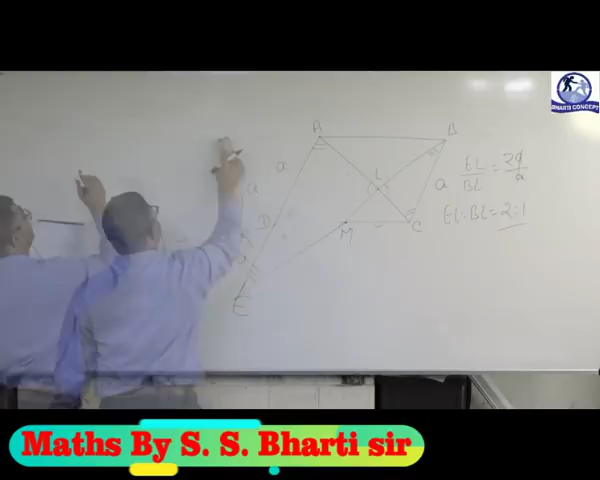 BHARTI CONCEPT
A
B
a
L
EL/BL = 2a/a
a
a
EL:BL = 2:1
D
M
C
a
E
Maths By S. S. Bharti sir